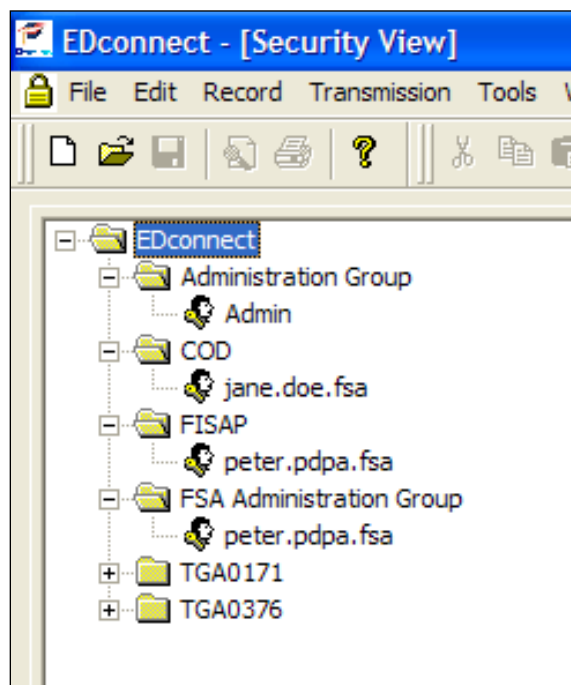 EDconnect - [Security View]
File Edit Record Transmission Tools
EDconnect
Administration Group
Admin
COD
jane.doe.fsa
FISAP
peter.pdpa.fsa
FSA Administration Group
peter.pdpa.fsa
TGA0171
TGA0376